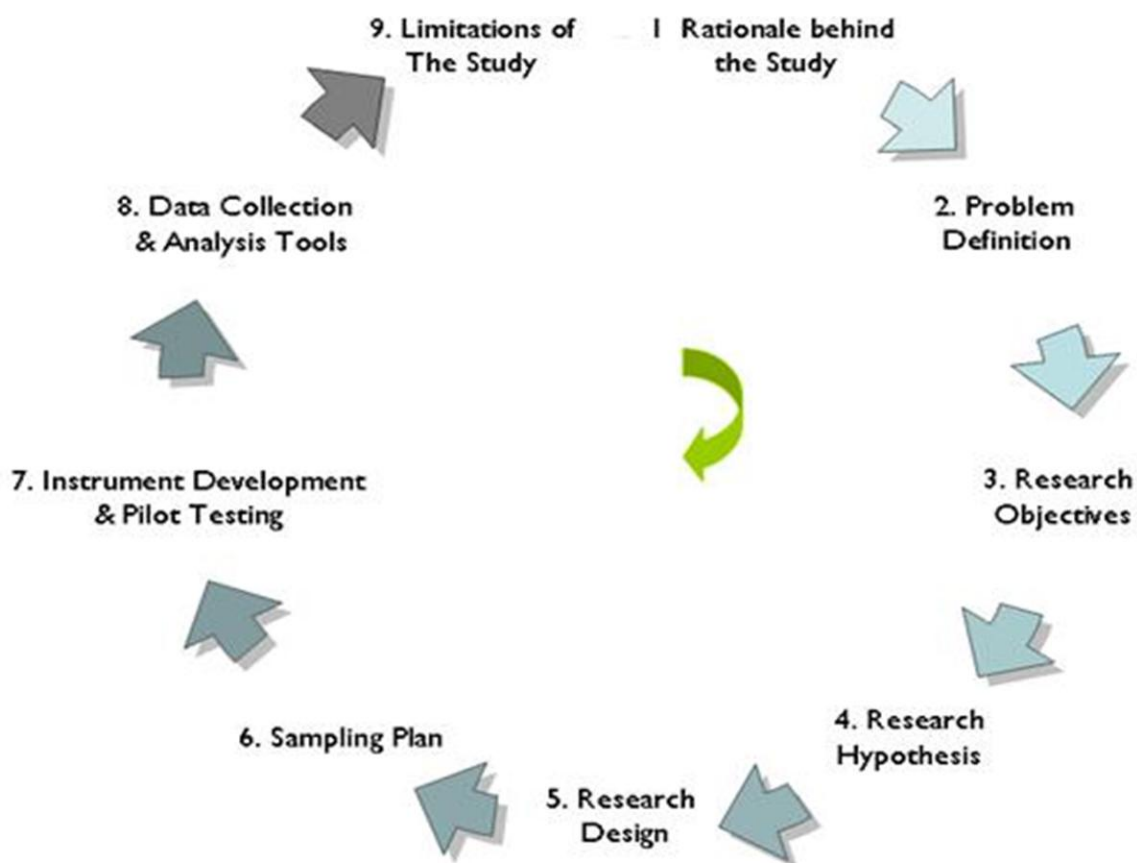 1 Rationale behind
the Study
2. Problem
Definition
3. Research
Objectives
4. Research
Hypothesis
5. Research
Design
6. Sampling Plan
7. Instrument Development
& Pilot Testing
8. Data Collection
& Analysis Tools
9. Limitations of
The Study